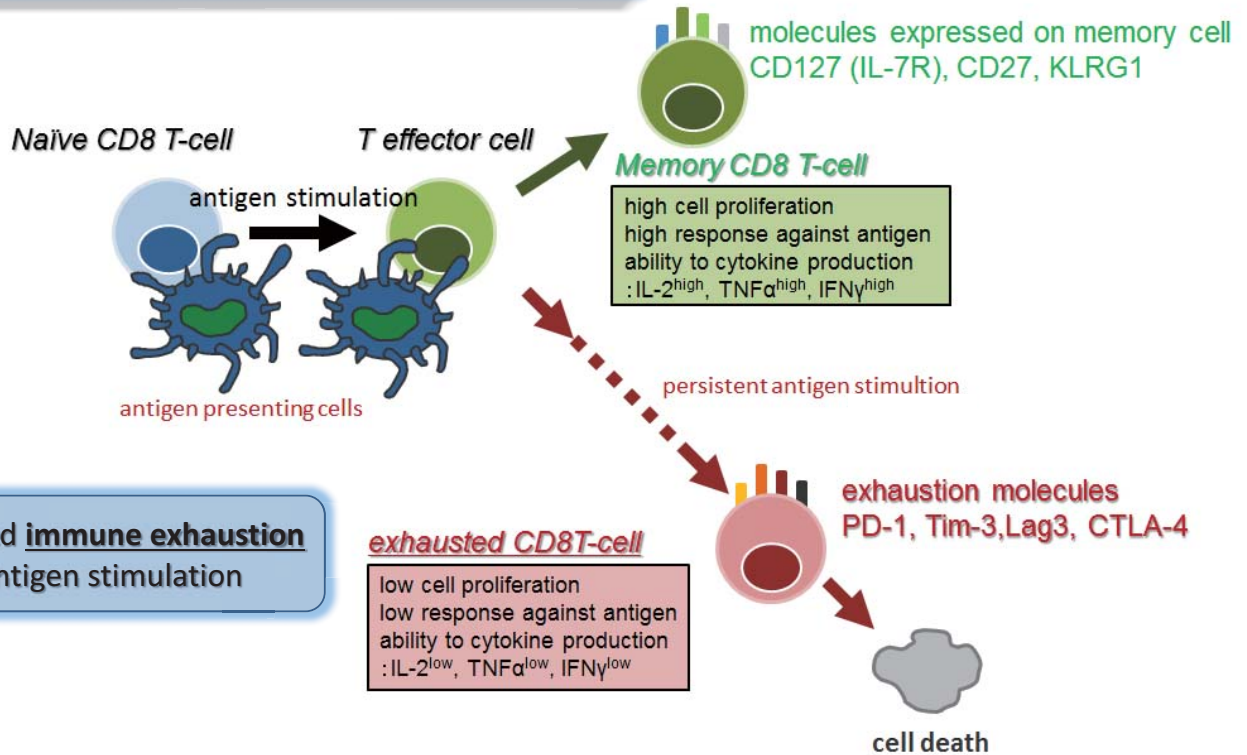 molecules expressed on memory cell
CD127 (IL-7R), CD27, KLRG1
Naïve CD8 T-cell
T effector cell
antigen stimulation
Memory CD8 T-cell
high cell proliferation
high response against antigen
ability to cytokine production
:IL-2high, TNFαhigh, IFNγhigh
antigen presenting cells
persistent antigen stimultion
d immune exhaustion
ntigen stimulation
exhausted CD8T-cell
low cell proliferation
low response against antigen
ability to cytokine production
:IL-2low, TNFαlow, IFNγlow
exhaustion molecules
PD-1, Tim-3,Lag3, CTLA-4
cell death